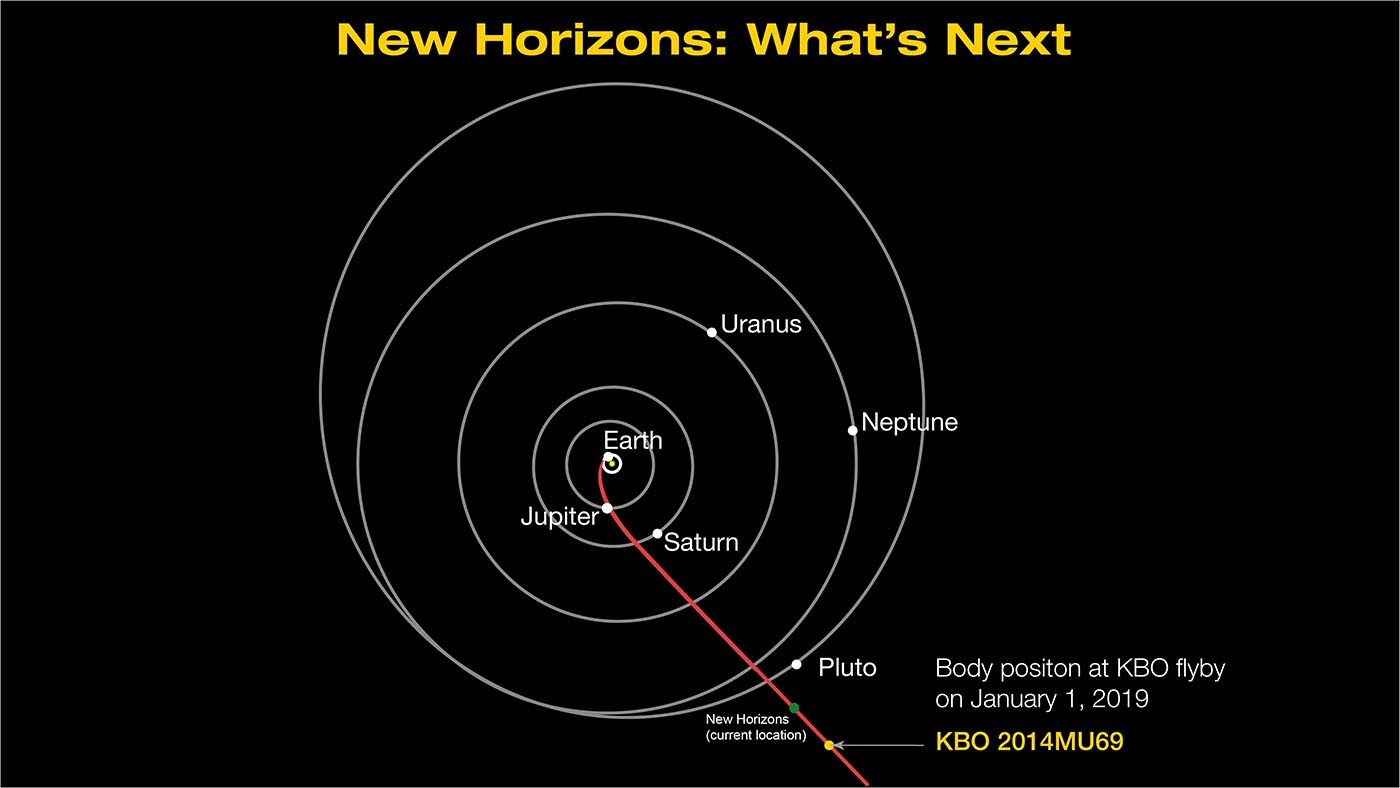 New Horizons: What's Next
Uranus
Neptune
Earth
Jupiter
Saturn
Pluto
Body positon at KBO flyby
on January 1, 2019
New Horizons
(current location)
KBO 2014MU69